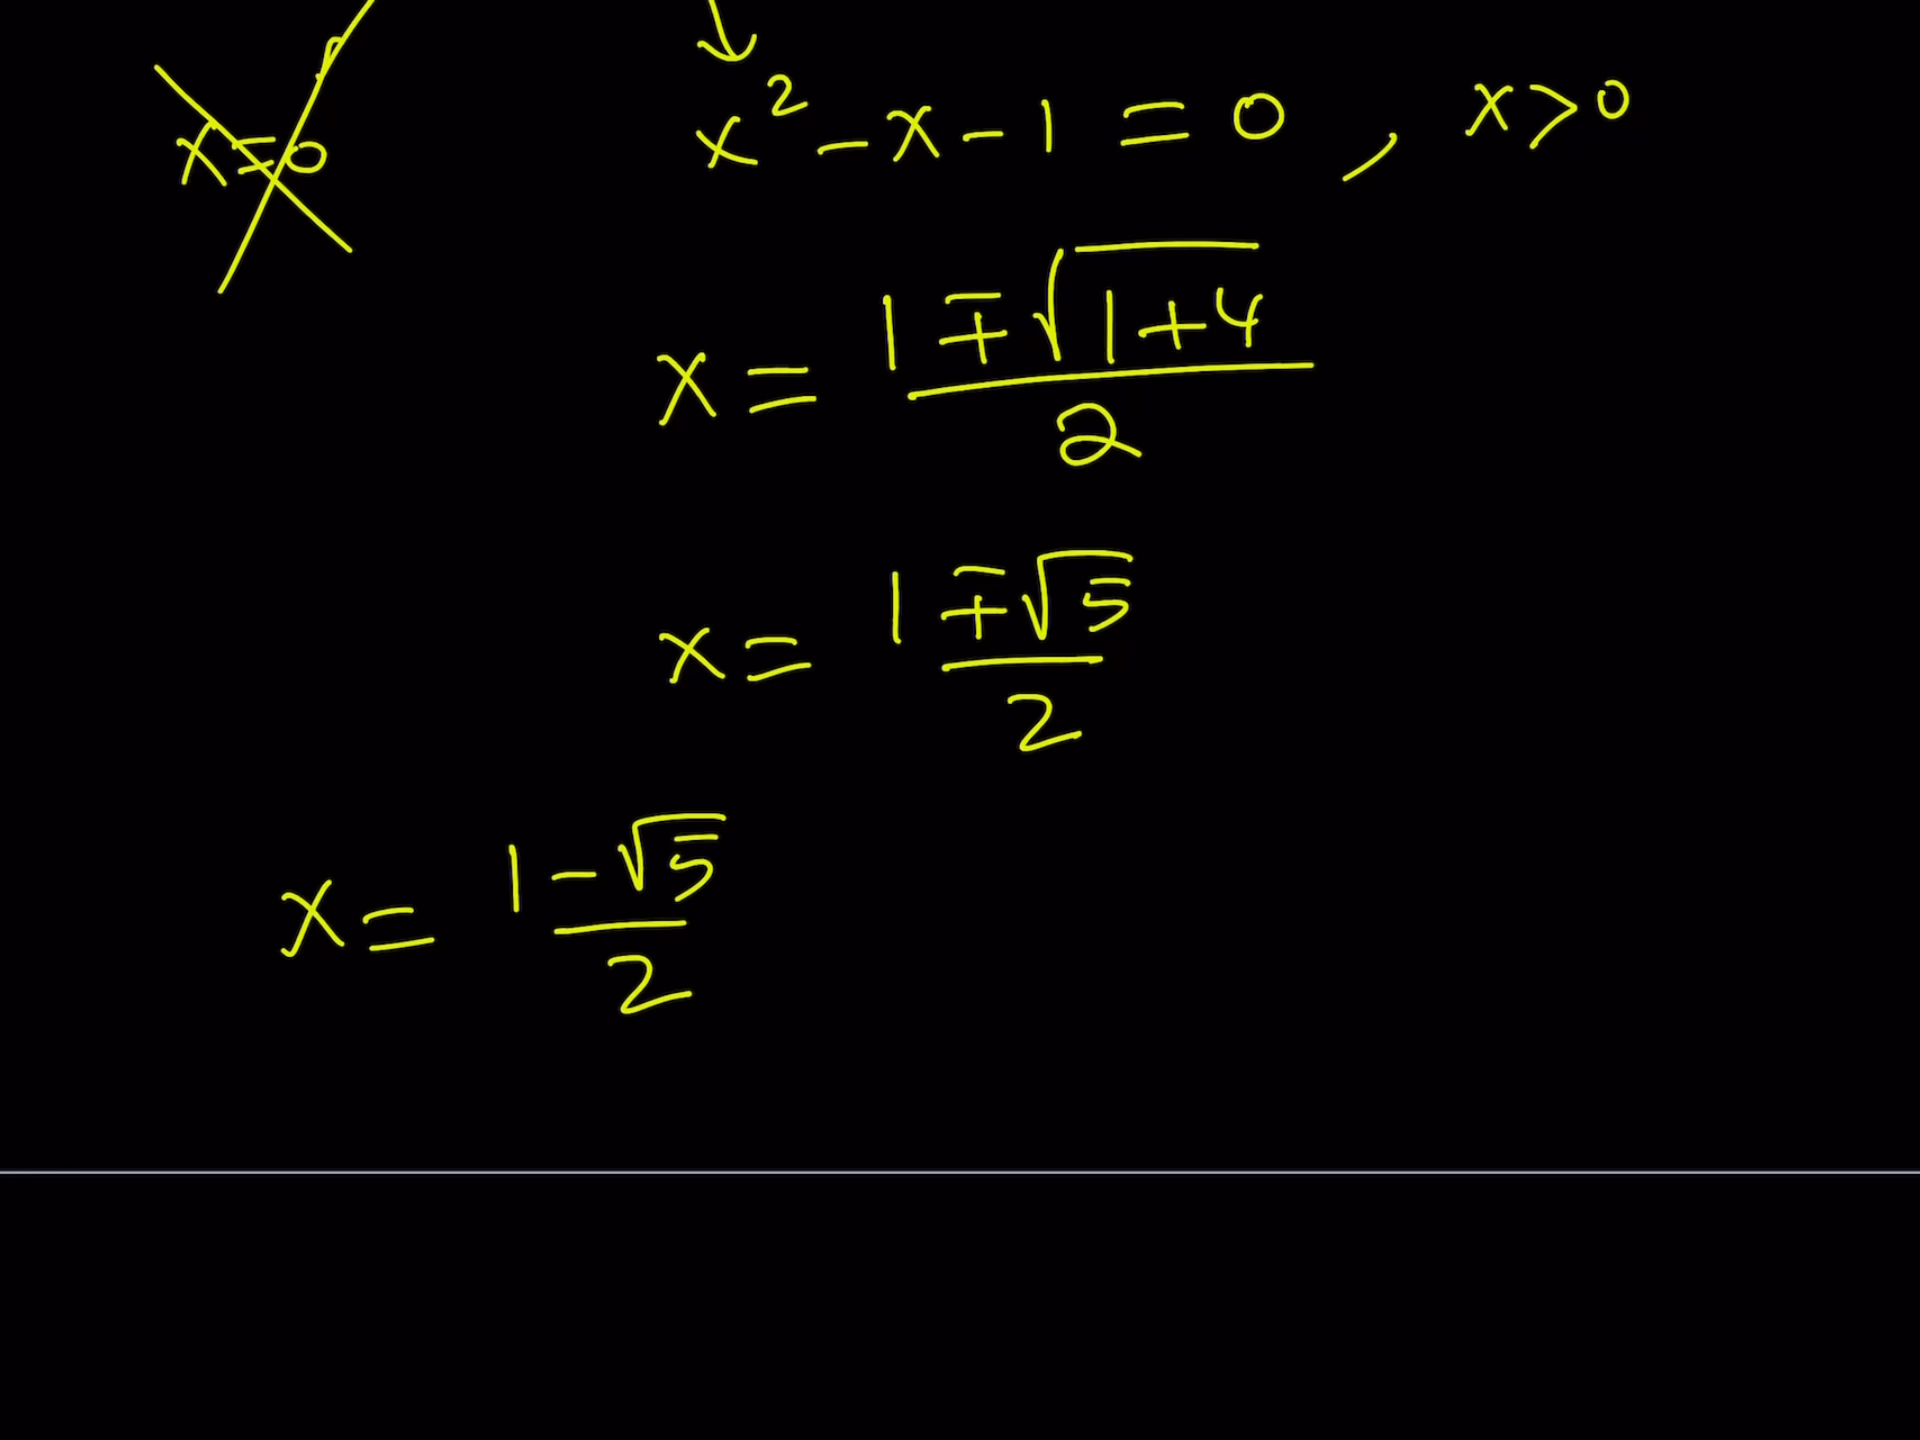 x=0
x² - x - 1 = 0 , x>0
x = (1 ∓ √(1+4)) / 2
x = (1 ∓ √5) / 2
x = (1 - √5) / 2